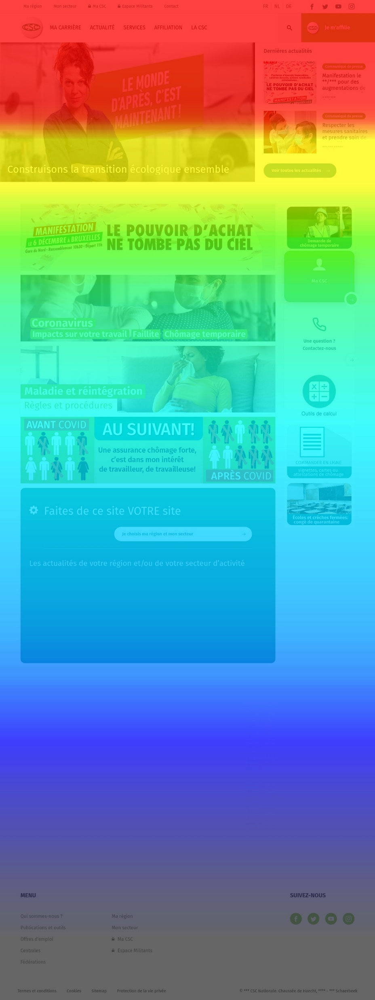 Ma région Mon secteur Ma CSC Espace Militants Contact FR NL DE
CSC MA CARRIÈRE ACTUALITÉ SERVICES AFFILIATION LA CSC CSC Je m'affilie
LE MONDE
D'APRÈS, C'EST
MAINTENANT !
Construisons la transition écologique ensemble
Dernières actualités
Factures d'énergie impayables,
salaires écrasés, actions syndicales
criminalisées...
LE POUVOIR D'ACHAT
NE TOMBE PAS DU CIEL
MANIFESTATION
Communiqué de presse
Manifestation le
**/*** pour des
augmentations de
Communiqué de presse
Respecter les
mesures sanitaires
et prendre soin de
Voir toutes les actualités →
MANIFESTATION
LE 6 DÉCEMBRE À BRUXELLES
Gare du Nord • Rassemblement 10h30 • Départ 11h
LE POUVOIR D'ACHAT
NE TOMBE PAS DU CIEL
Coronavirus
Impacts sur votre travail Faillite Chômage temporaire
Maladie et réintégration
Règles et procédures
AVANT COVID
AU SUIVANT!
Une assurance chômage forte,
c'est dans mon intérêt
de travailleur, de travailleuse!
APRÈS COVID
Faites de ce site VOTRE site
Je choisis ma région et mon secteur →
Les actualités de votre région et/ou de votre secteur d'activité
Demande de
chômage temporaire
Ma CSC
→
Une question ?
Contactez-nous
→
Outils de calcul
COMMANDER EN LIGNE
vignettes, cartes ou
attestations de chômage
Écoles et crèches fermées:
congé de quarantaine
MENU
Qui sommes-nous ?
Publications et outils
Offres d'emploi
Centrales
Fédérations
Ma région
Mon secteur
Ma CSC
Espace Militants
SUIVEZ-NOUS
Termes et conditions Cookies Sitemap Protection de la vie privée © *** CSC Nationale. Chaussée de Haecht, **** - *** Schaerbeek